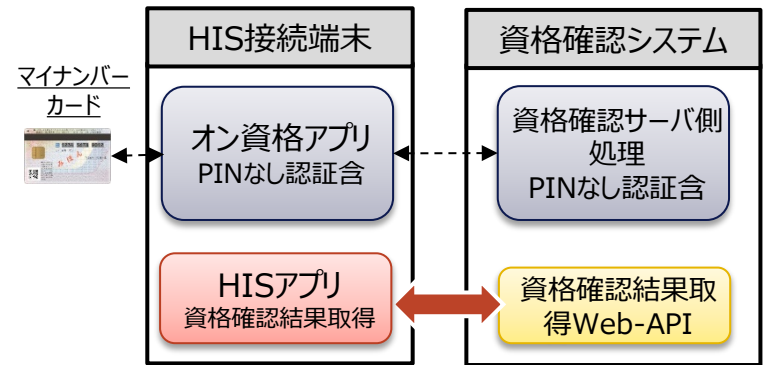 HIS接続端末
資格確認システム
マイナンバー
カード
オン資格アプリ
PINなし認証含
資格確認サーバ側
処理
PINなし認証含
HISアプリ
資格確認結果取得
資格確認結果取
得Web-API